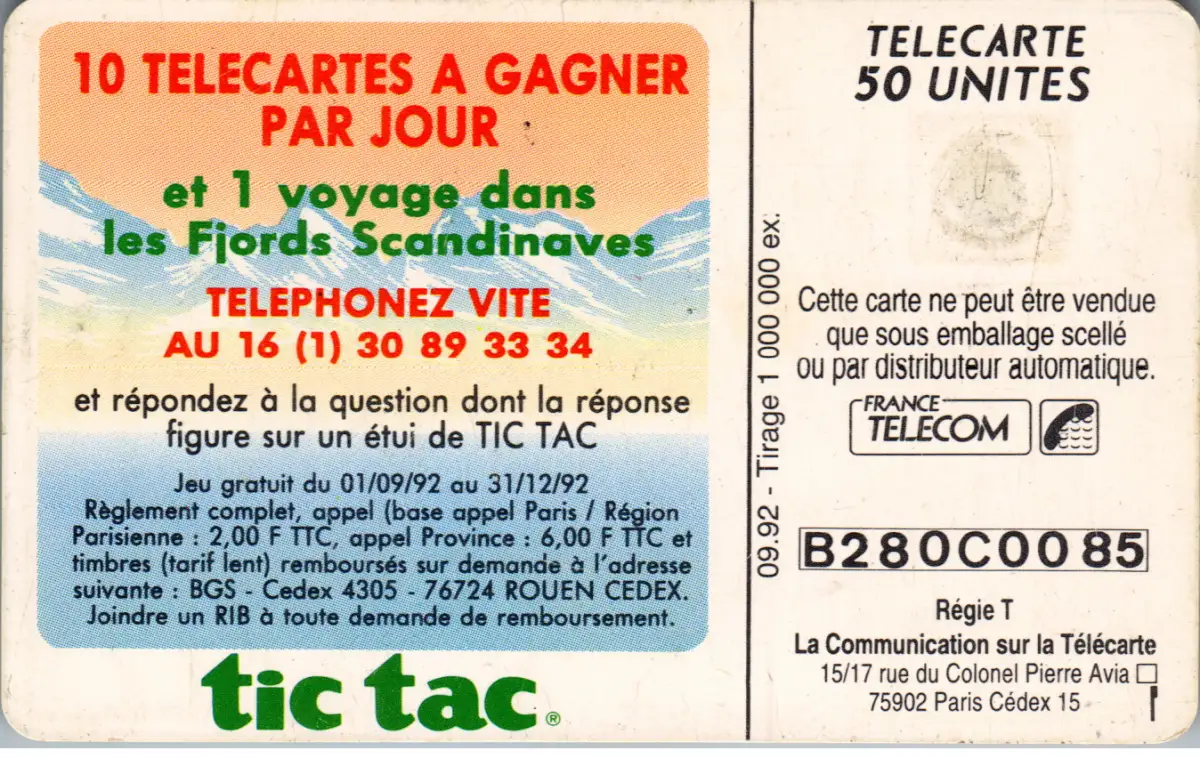 10 TELECARTES A GAGNER
PAR JOUR
et 1 voyage dans
les Fjords Scandinaves
TELEPHONEZ VITE
AU 16 (1) 30 89 33 34
et répondez à la question dont la réponse
figure sur un étui de TIC TAC
Jeu gratuit du 01/09/92 au 31/12/92
Règlement complet, appel (base appel Paris / Région
Parisienne : 2,00 F TTC, appel Province : 6,00 F TTC et
timbres (tarif lent) remboursés sur demande à l'adresse
suivante : BGS - Cedex 4305 - 76724 ROUEN CEDEX.
Joindre un RIB à toute demande de remboursement.
tic tac®
09.92 - Tirage 1 000 000 ex.
TELECARTE
50 UNITES
Cette carte ne peut être vendue
que sous emballage scellé
ou par distributeur automatique.
FRANCE
TELECOM
B280C0085
Régie T
La Communication sur la Télécarte
15/17 rue du Colonel Pierre Avia
75902 Paris Cédex 15